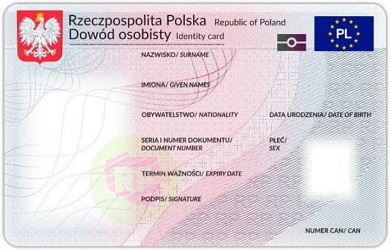 Rzeczpospolita Polska Republic of Poland
Dowód osobisty Identity card
PL
NAZWISKO/ SURNAME
IMIONA/ GIVEN NAMES
OBYWATELSTWO/ NATIONALITY DATA URODZENIA/ DATE OF BIRTH
SERIA I NUMER DOKUMENTU/ PŁEĆ/
DOCUMENT NUMBER SEX
TERMIN WAŻNOŚCI/ EXPIRY DATE
PODPIS/ SIGNATURE
NUMER CAN/ CAN